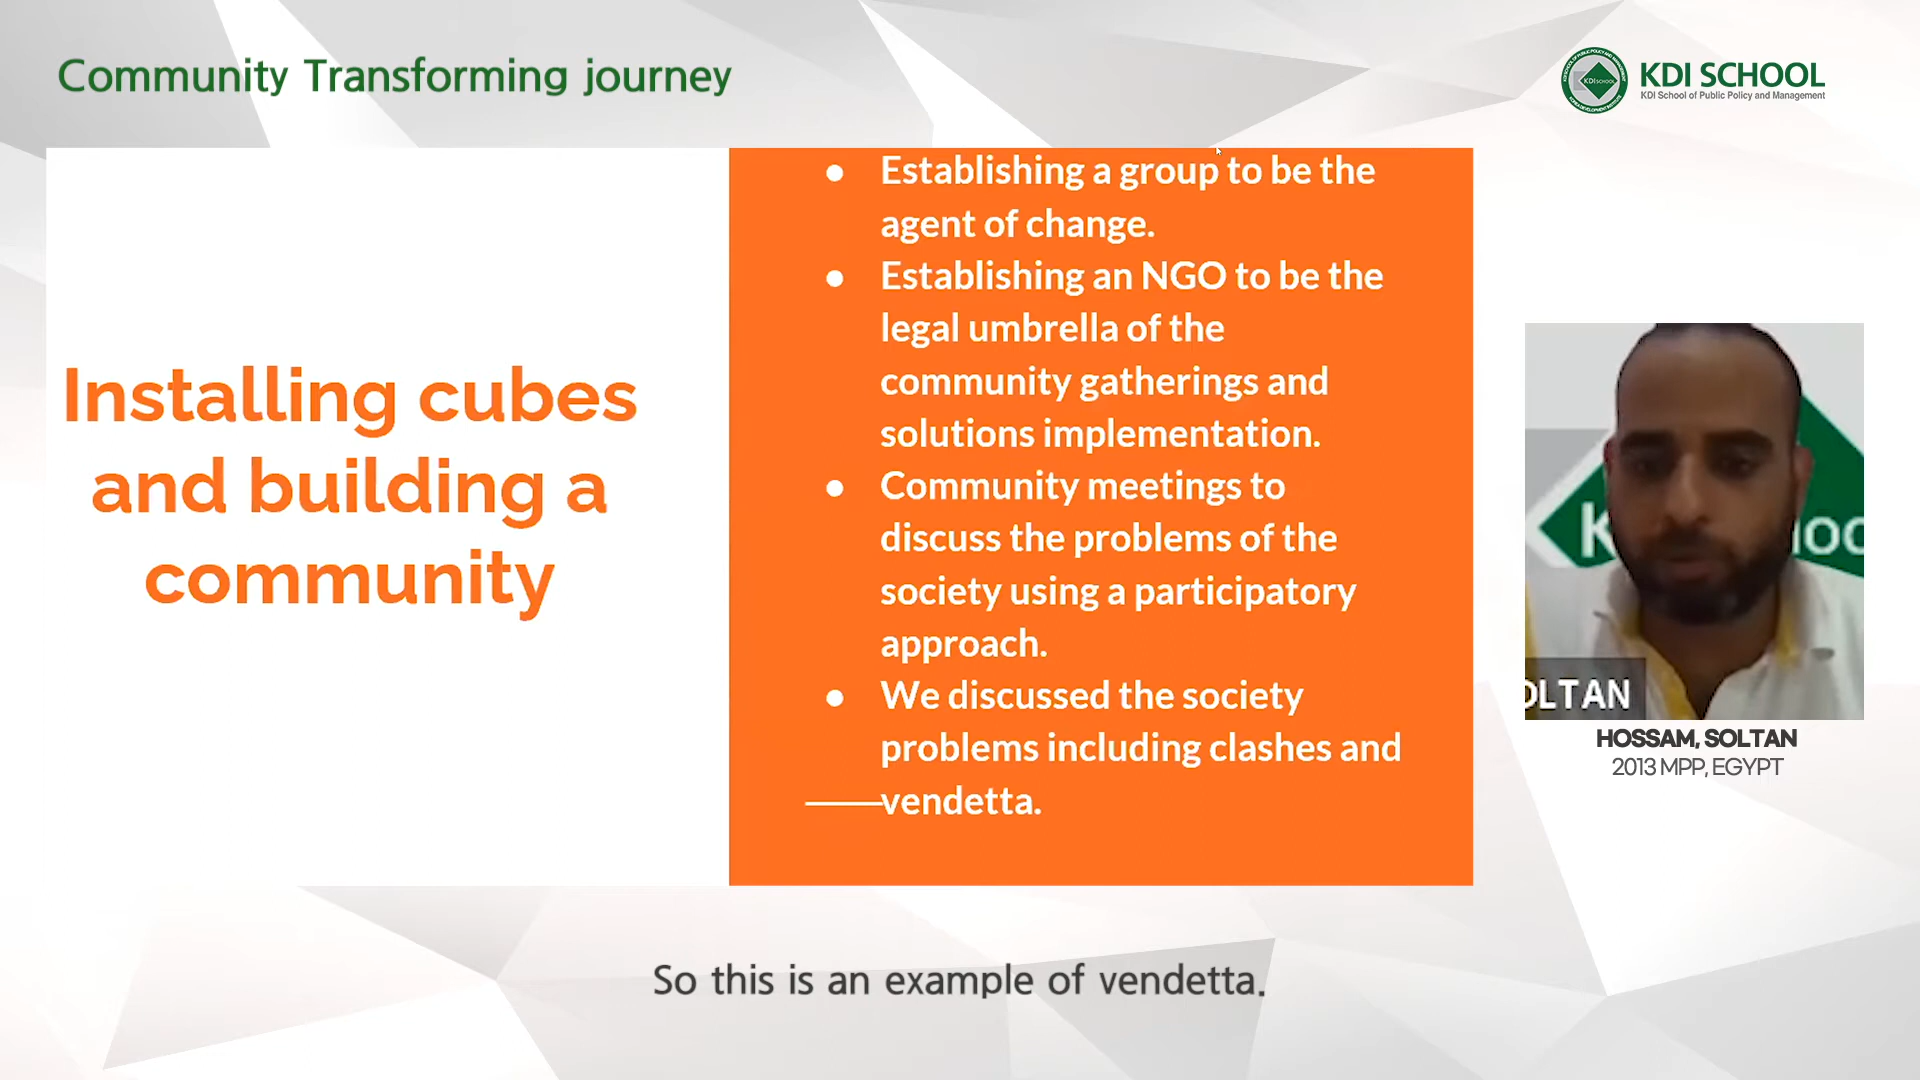 Community Transforming journey
KDI SCHOOL
KDI School of Public Policy and Management
Installing cubes
and building a
community
● Establishing a group to be the
agent of change.
● Establishing an NGO to be the
legal umbrella of the
community gatherings and
solutions implementation.
● Community meetings to
discuss the problems of the
society using a participatory
approach.
● We discussed the society
problems including clashes and
vendetta.
OLTAN
HOSSAM, SOLTAN
2013 MPP, EGYPT
So this is an example of vendetta.